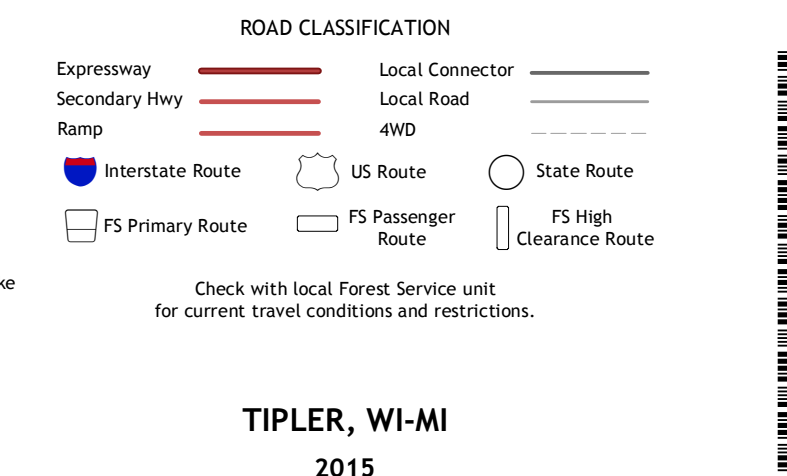 ROAD CLASSIFICATION
Expressway
Local Connector
Secondary Hwy
Local Road
Ramp
4WD
Interstate Route
US Route
State Route
FS Primary Route
FS Passenger
Route
FS High
Clearance Route
ke
Check with local Forest Service unit
for current travel conditions and restrictions.
TIPLER, WI-MI
2015